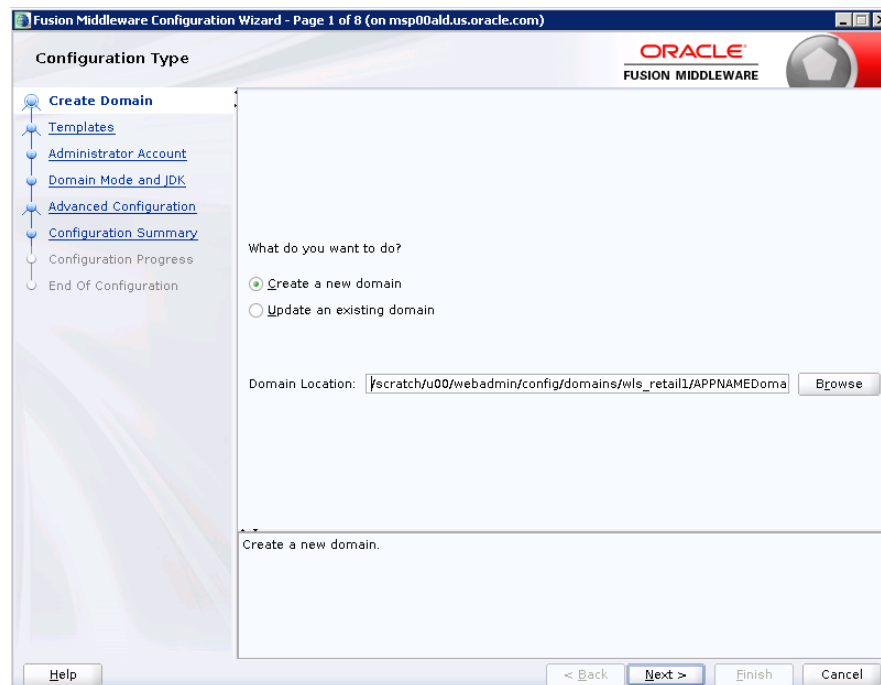 Fusion Middleware Configuration Wizard - Page 1 of 8 (on msp00ald.us.oracle.com)
Configuration Type
ORACLE
FUSION MIDDLEWARE
Create Domain
Templates
Administrator Account
Domain Mode and JDK
Advanced Configuration
Configuration Summary
Configuration Progress
End Of Configuration
What do you want to do?
Create a new domain
Update an existing domain
Domain Location: /scratch/u00/webadmin/config/domains/wls_retail1/APPNAMEDoma Browse
Create a new domain.
Help < Back Next > Finish Cancel